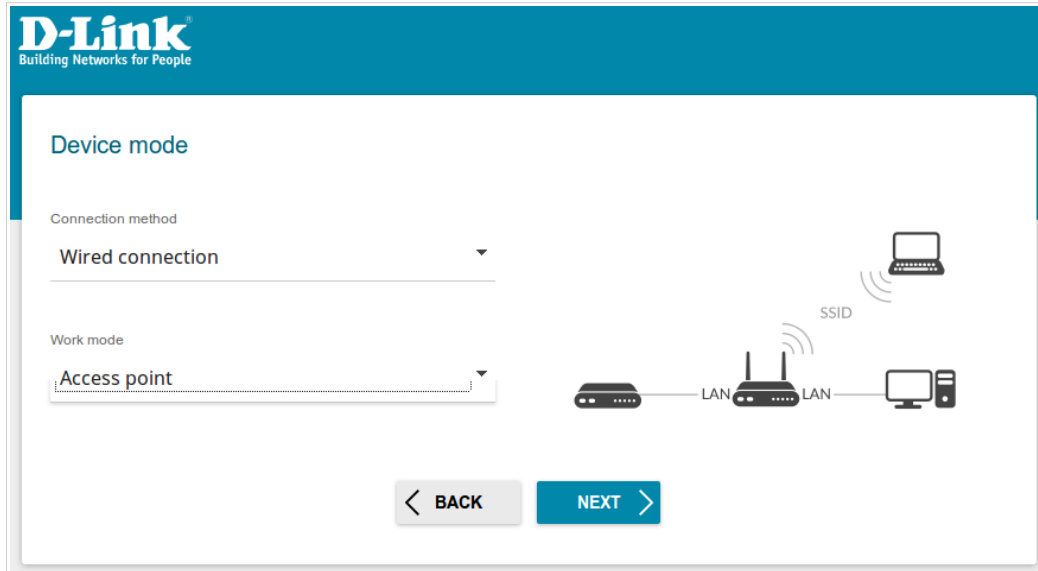 D-Link®
Building Networks for People
Device mode
Connection method
Wired connection
Work mode
Access point
SSID
LAN LAN
BACK NEXT